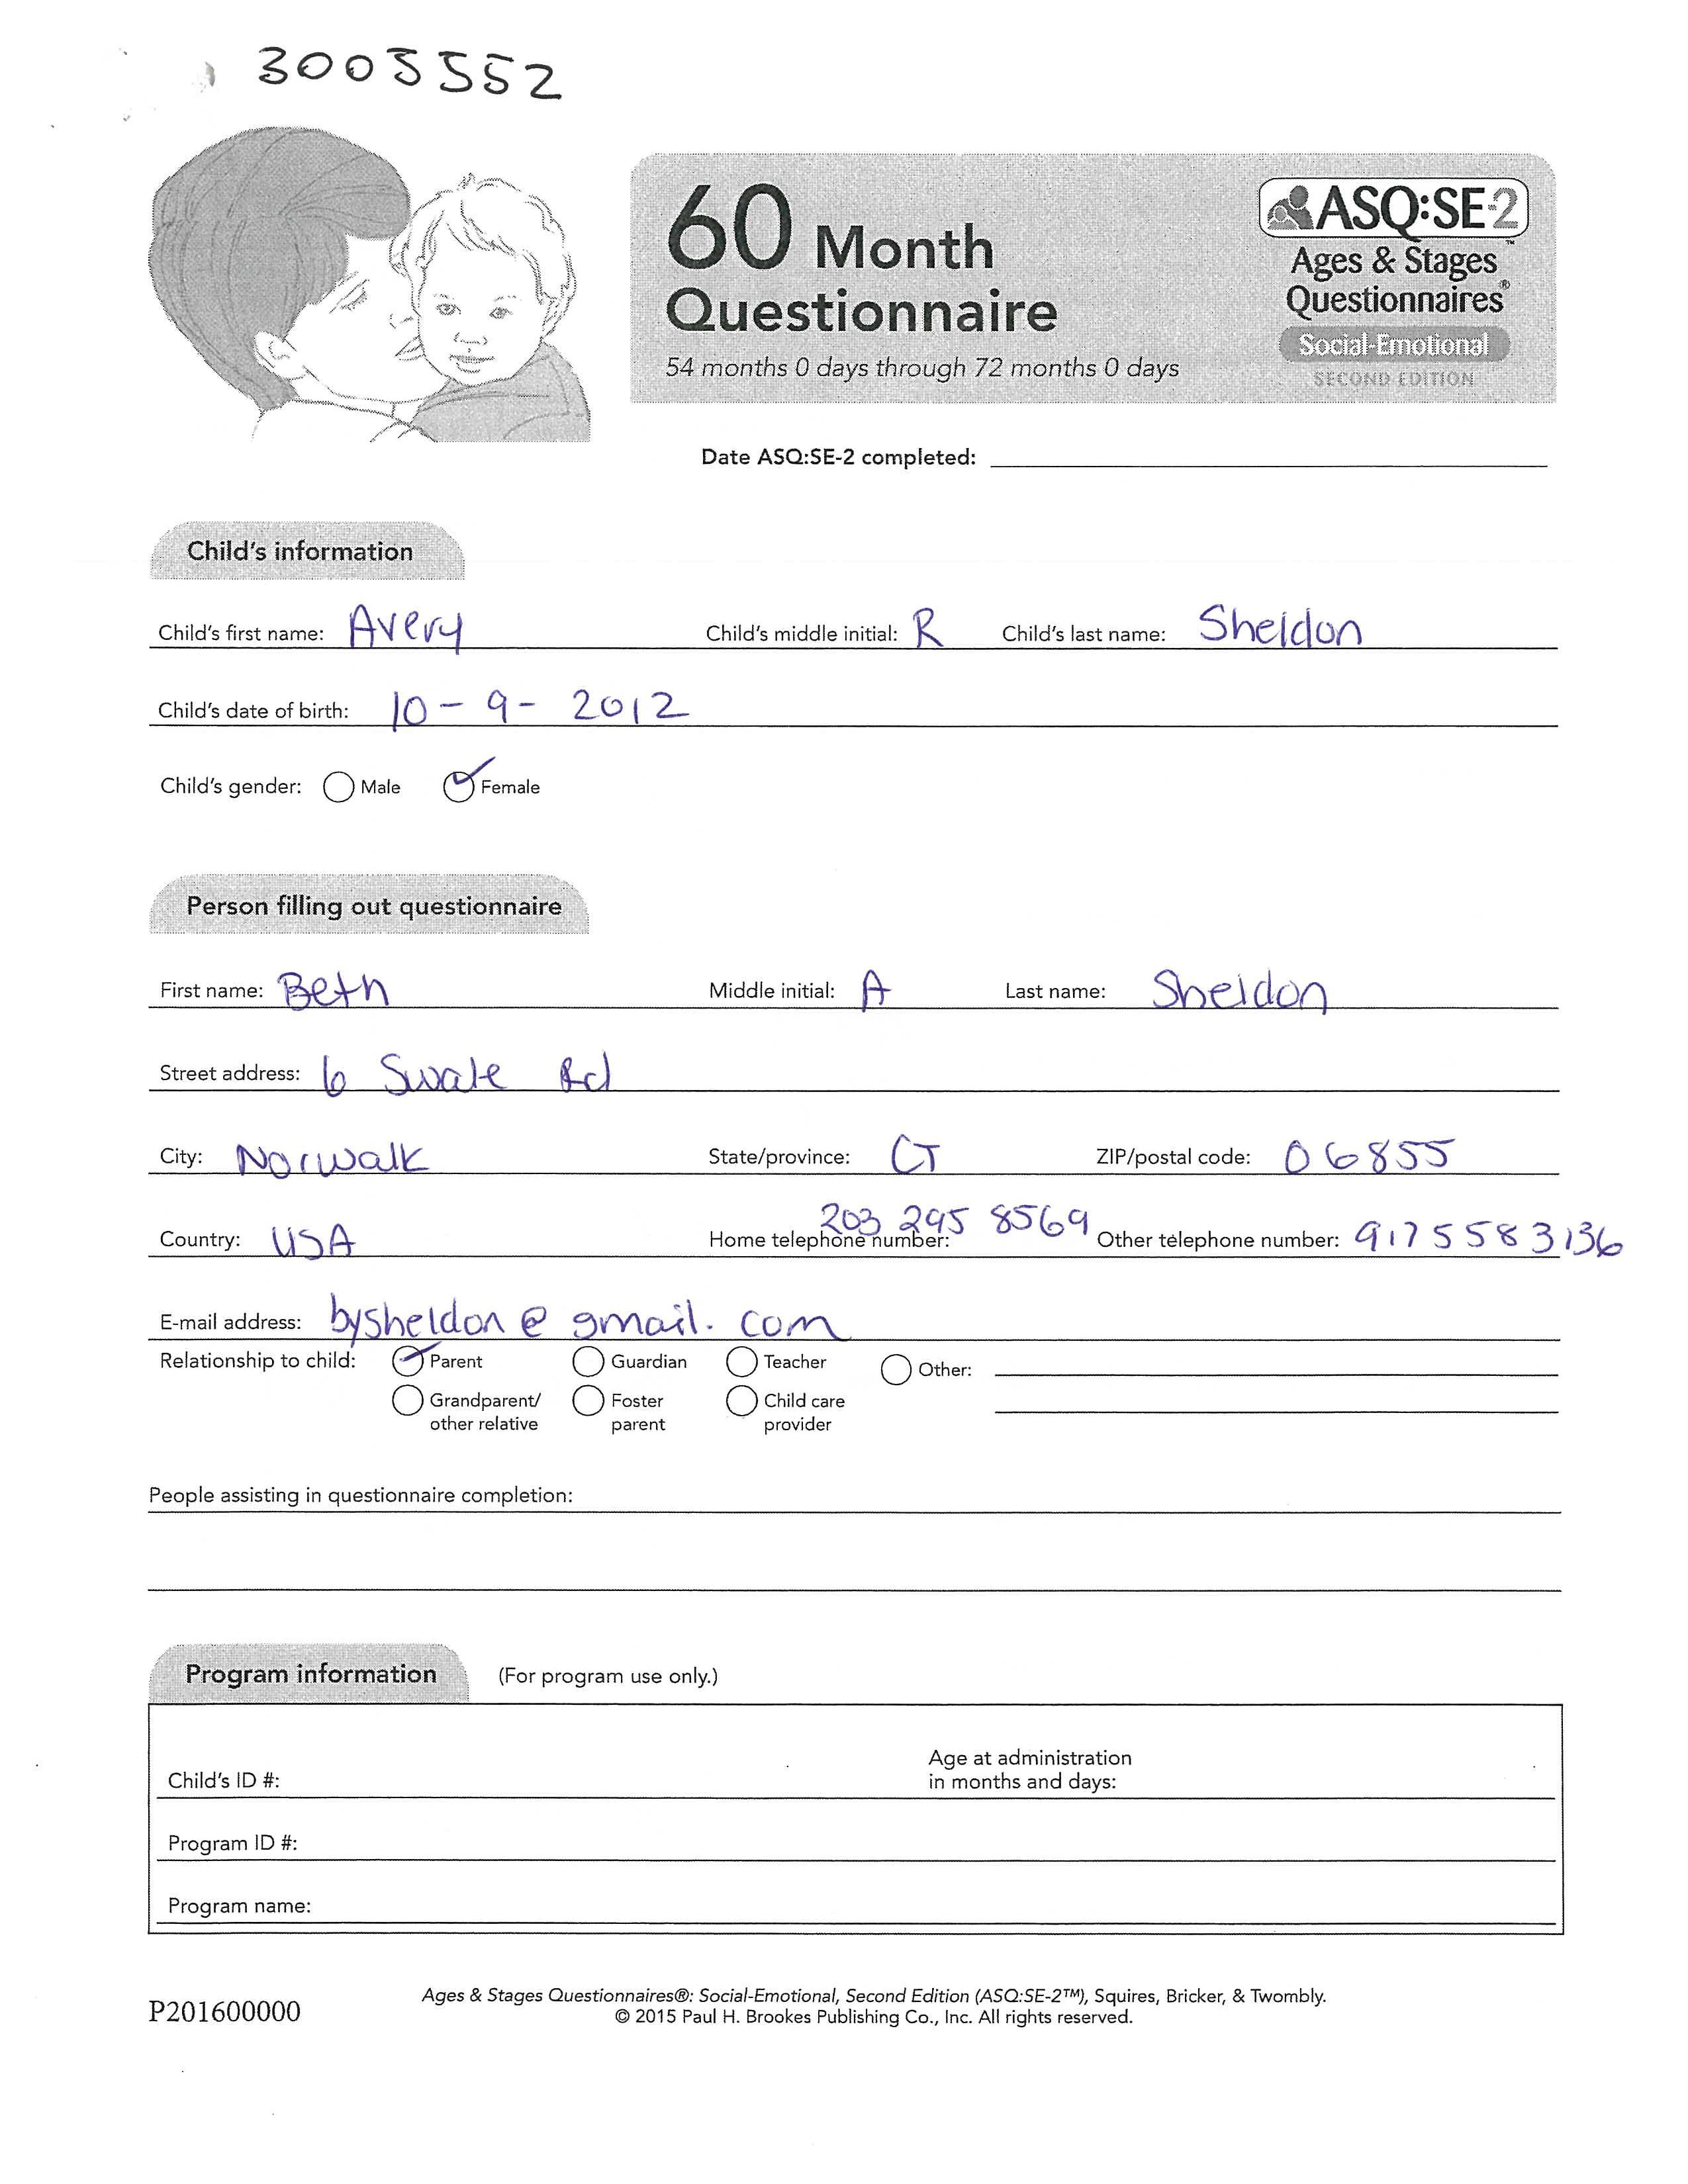 3005552
60 Month
Questionnaire
54 months 0 days through 72 months 0 days
ASQ:SE-2™
Ages & Stages
Questionnaires®
Social-Emotional
SECOND EDITION
Date ASQ:SE-2 completed:
Child's information
Child's first name: Avery Child's middle initial: R Child's last name: Sheldon
Child's date of birth: 10-9-2012
Child's gender: Male Female
Person filling out questionnaire
First name: Beth Middle initial: A Last name: Sheldon
Street address: 6 Swate Rd
City: Norwalk State/province: CT ZIP/postal code: 06855
Country: USA Home telephone number: 203 295 8569 Other telephone number: 9175583136
E-mail address: bysheldon@gmail.com
Relationship to child: Parent Guardian Teacher Other:
Grandparent/ Foster Child care
other relative parent provider
People assisting in questionnaire completion:
Program information (For program use only.)
Age at administration
Child's ID #: in months and days:
Program ID #:
Program name:
P201600000
Ages & Stages Questionnaires®: Social-Emotional, Second Edition (ASQ:SE-2™), Squires, Bricker, & Twombly.
© 2015 Paul H. Brookes Publishing Co., Inc. All rights reserved.